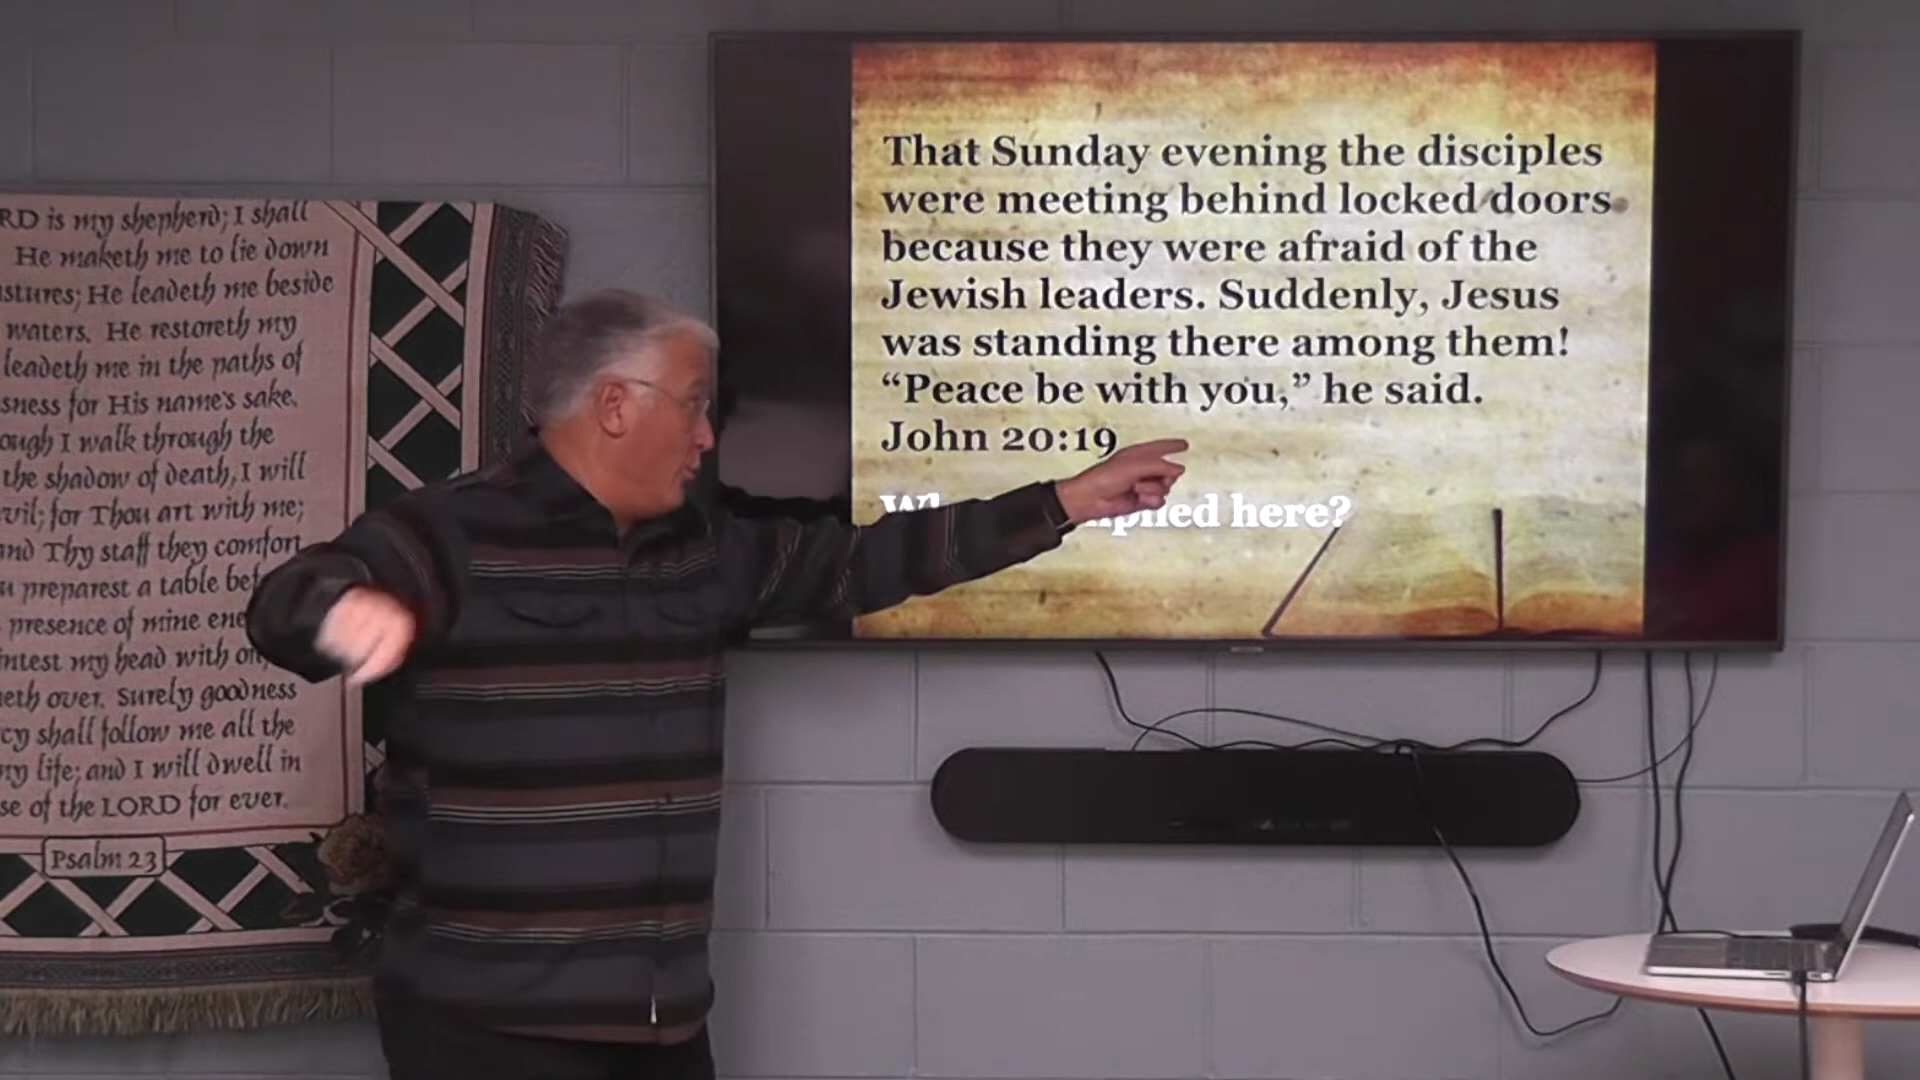 RD is my shepherd; I shall
He maketh me to lie down
stures; He leadeth me beside
waters. He restoreth my
leadeth me in the paths of
sness for His name's sake.
ough I walk through the
the shadow of death, I will
vil; for Thou art with me;
and Thy staff they comfort
u preparest a table bef
presence of mine ene
intest my head with oi
eth over. Surely goodness
cy shall follow me all the
my life; and I will dwell in
se of the LORD for ever.
Psalm 23
That Sunday evening the disciples
were meeting behind locked doors
because they were afraid of the
Jewish leaders. Suddenly, Jesus
was standing there among them!
“Peace be with you,” he said.
John 20:19
here?